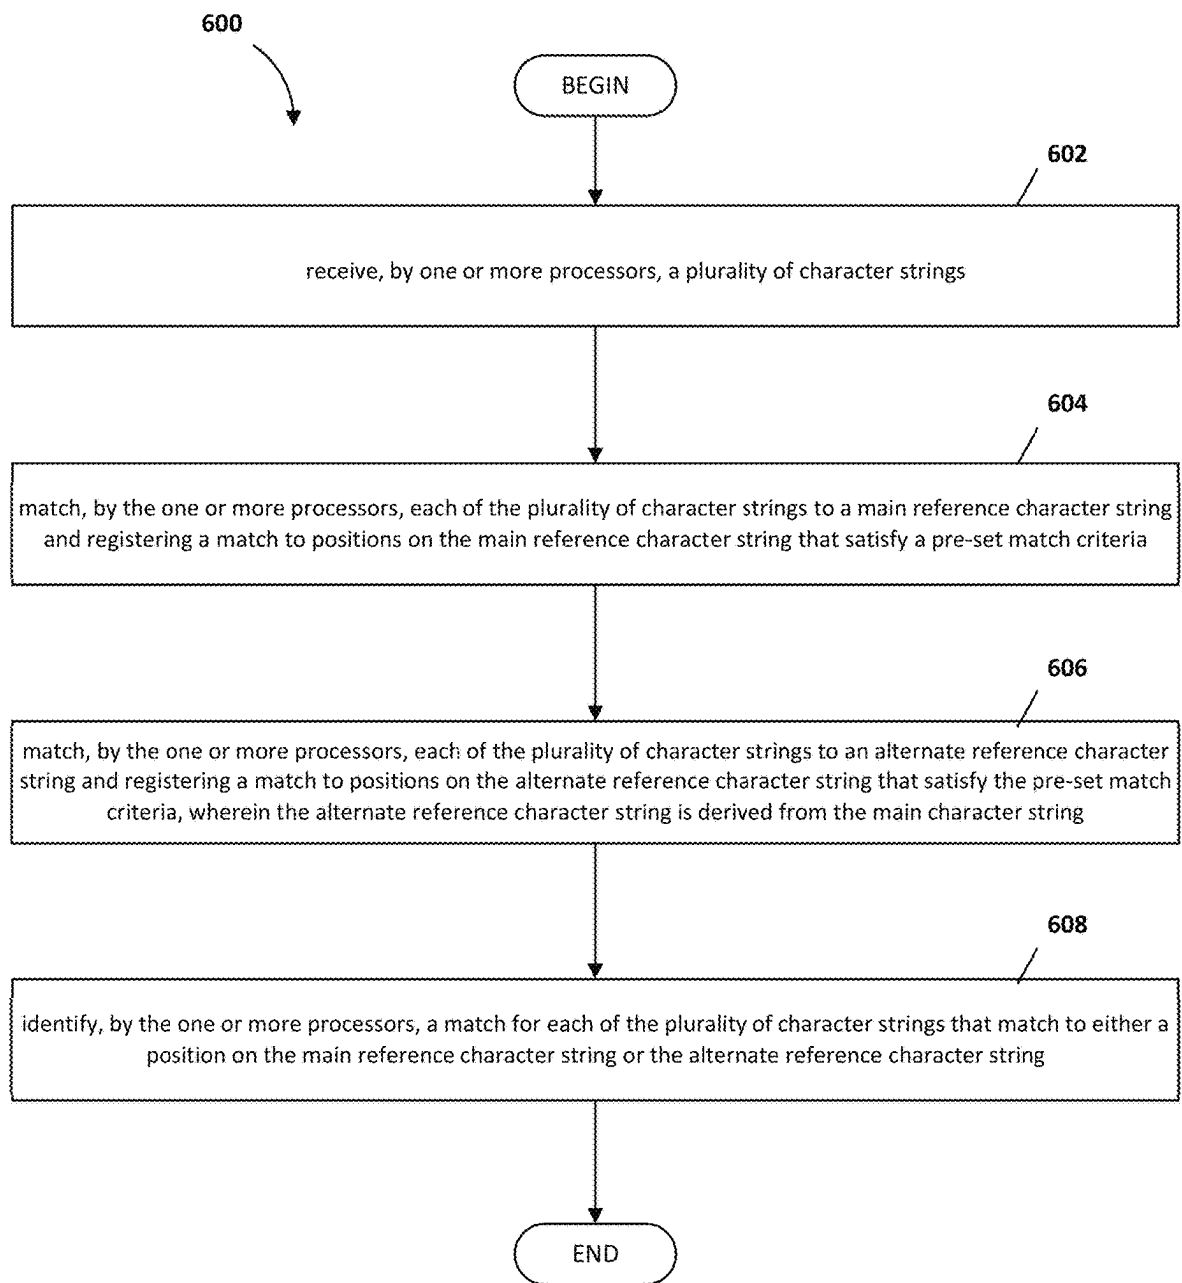 600
BEGIN
602
receive, by one or more processors, a plurality of character strings
604
match, by the one or more processors, each of the plurality of character strings to a main reference character string
and registering a match to positions on the main reference character string that satisfy a pre-set match criteria
606
match, by the one or more processors, each of the plurality of character strings to an alternate reference character
string and registering a match to positions on the alternate reference character string that satisfy the pre-set match
criteria, wherein the alternate reference character string is derived from the main character string
608
identify, by the one or more processors, a match for each of the plurality of character strings that match to either a
position on the main reference character string or the alternate reference character string
END